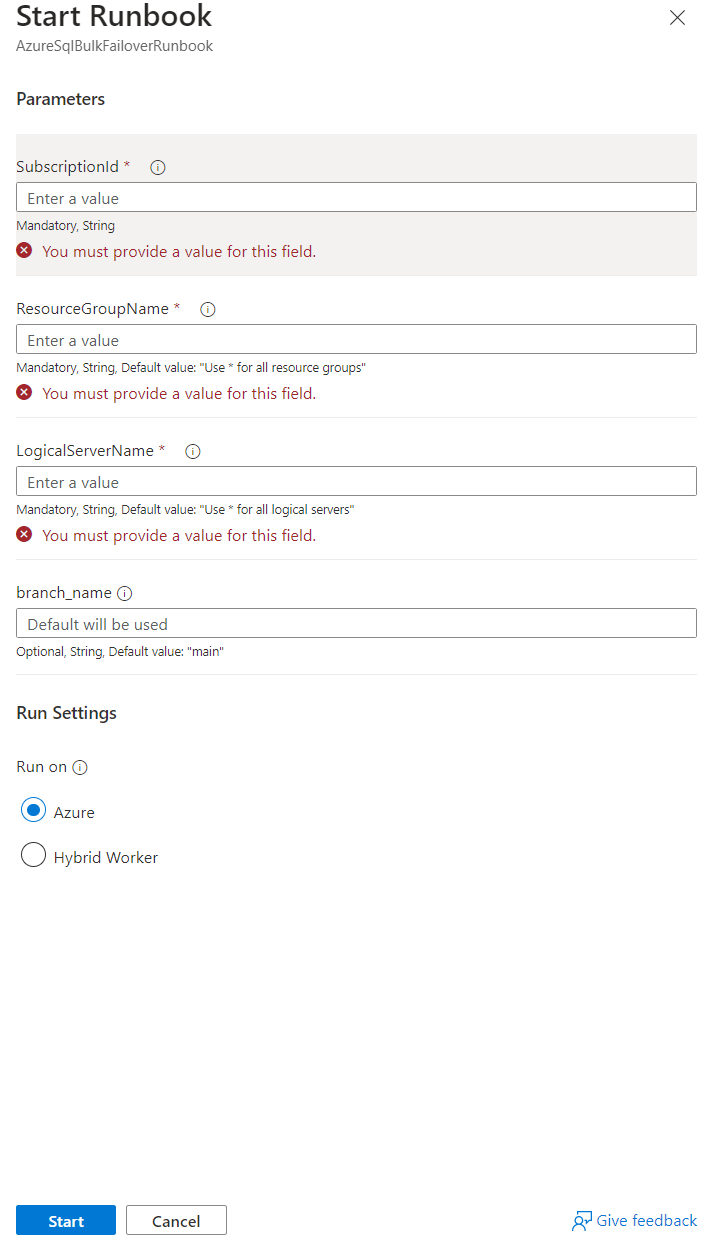 Start Runbook
AzureSqlBulkFailoverRunbook
Parameters
SubscriptionId *
Enter a value
Mandatory, String
You must provide a value for this field.
ResourceGroupName *
Enter a value
Mandatory, String, Default value: "Use * for all resource groups"
You must provide a value for this field.
LogicalServerName *
Enter a value
Mandatory, String, Default value: "Use * for all logical servers"
You must provide a value for this field.
branch_name
Default will be used
Optional, String, Default value: "main"
Run Settings
Run on
Azure
Hybrid Worker
Start Cancel Give feedback